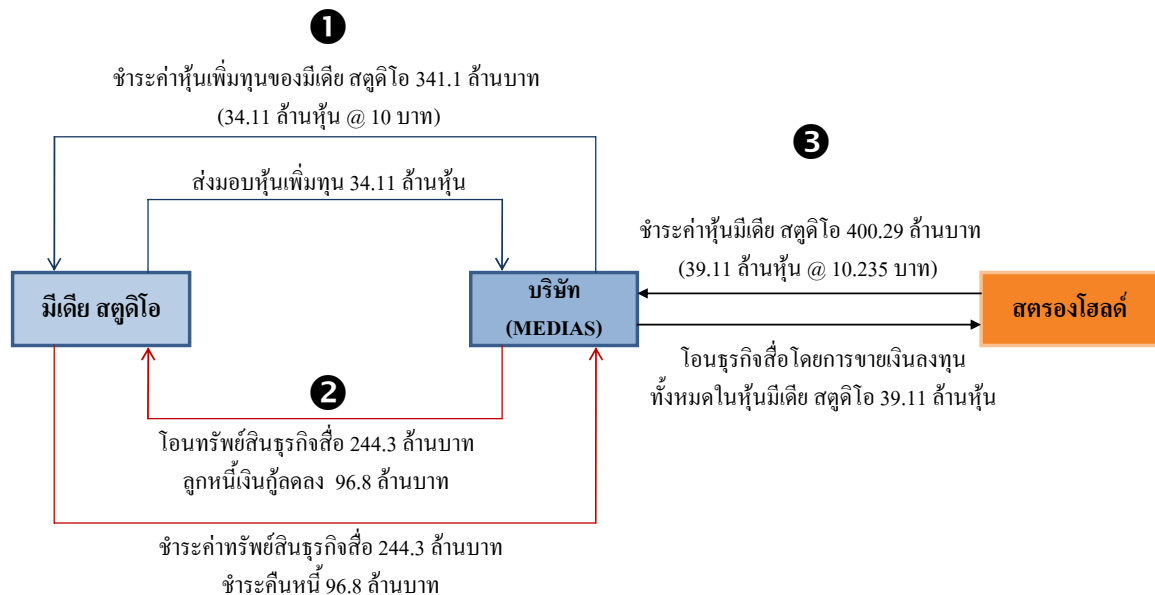 ❶
ชำระค่าหุ้นเพิ่มทุนของมีเดีย สตูดิโอ 341.1 ล้านบาท
(34.11 ล้านหุ้น @ 10 บาท)
❸
ส่งมอบหุ้นเพิ่มทุน 34.11 ล้านหุ้น
ชำระค่าหุ้นมีเดีย สตูดิโอ 400.29 ล้านบาท
(39.11 ล้านหุ้น @ 10.235 บาท)
มีเดีย สตูดิโอ
บริษัท
(MEDIAS)
สตรองโฮลด์
โอนธุรกิจสื่อโดยการขายเงินลงทุน
ทั้งหมดในหุ้นมีเดีย สตูดิโอ 39.11 ล้านหุ้น
❷
โอนทรัพย์สินธุรกิจสื่อ 244.3 ล้านบาท
ลูกหนี้เงินกู้ลดลง 96.8 ล้านบาท
ชำระค่าทรัพย์สินธุรกิจสื่อ 244.3 ล้านบาท
ชำระคืนหนี้ 96.8 ล้านบาท